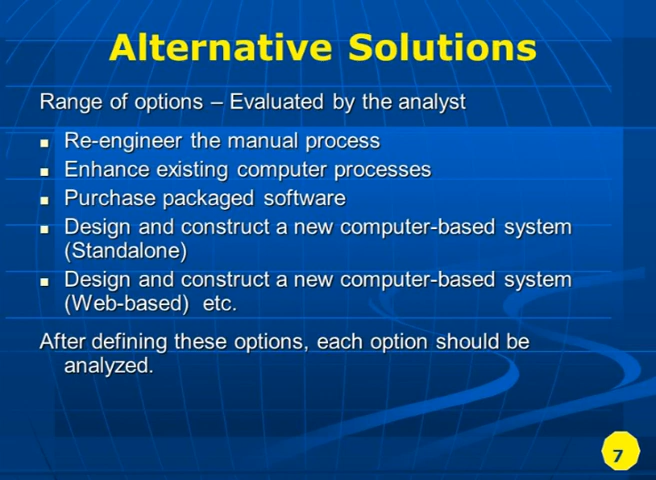 Alternative Solutions
Range of options – Evaluated by the analyst
Re-engineer the manual process
Enhance existing computer processes
Purchase packaged software
Design and construct a new computer-based system
(Standalone)
Design and construct a new computer-based system
(Web-based)  etc.
After defining these options, each option should be
analyzed.
7